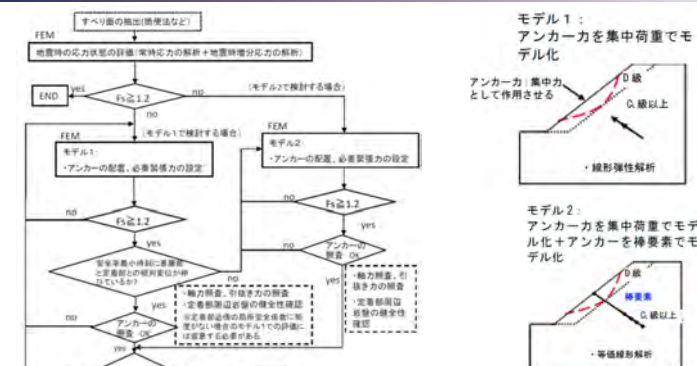 すべり面の抽出(簡便法など)
FEM
地震時の応力状態の評価(常時応力の解析+地震時増分応力の解析)
Fs≧1.2
yes
END
no
(モデル2で検討する場合)
no
(モデル1で検討する場合)
FEM
モデル1:
・アンカーの配置、必要緊張力の設定
FEM
モデル2:
・アンカーの配置、必要緊張力の設定
no
Fs≧1.2
yes
no
Fs≧1.2
yes
安全率最小時刻に着目部
と定着部との相対変位が伸
びているか?
no
yes
no
アンカーの
照査 OK
yes
・軸力照査、引
抜き力の照査
・定着部周辺
岩盤の健全性
確認
・軸力照査、引抜き力の照査
・定着部周辺岩盤の健全性確認
no
アンカーの
照査 OK
yes
モデル1:
アンカー力を集中荷重でモ
デル化
アンカー力:集中力
として作用させる
D級
CL級以上
・線形弾性解析
モデル2:
アンカー力を集中荷重でモデ
ル化+アンカーを棒要素でモ
デル化
D級
棒要素
CL級以上
・等価線形解析